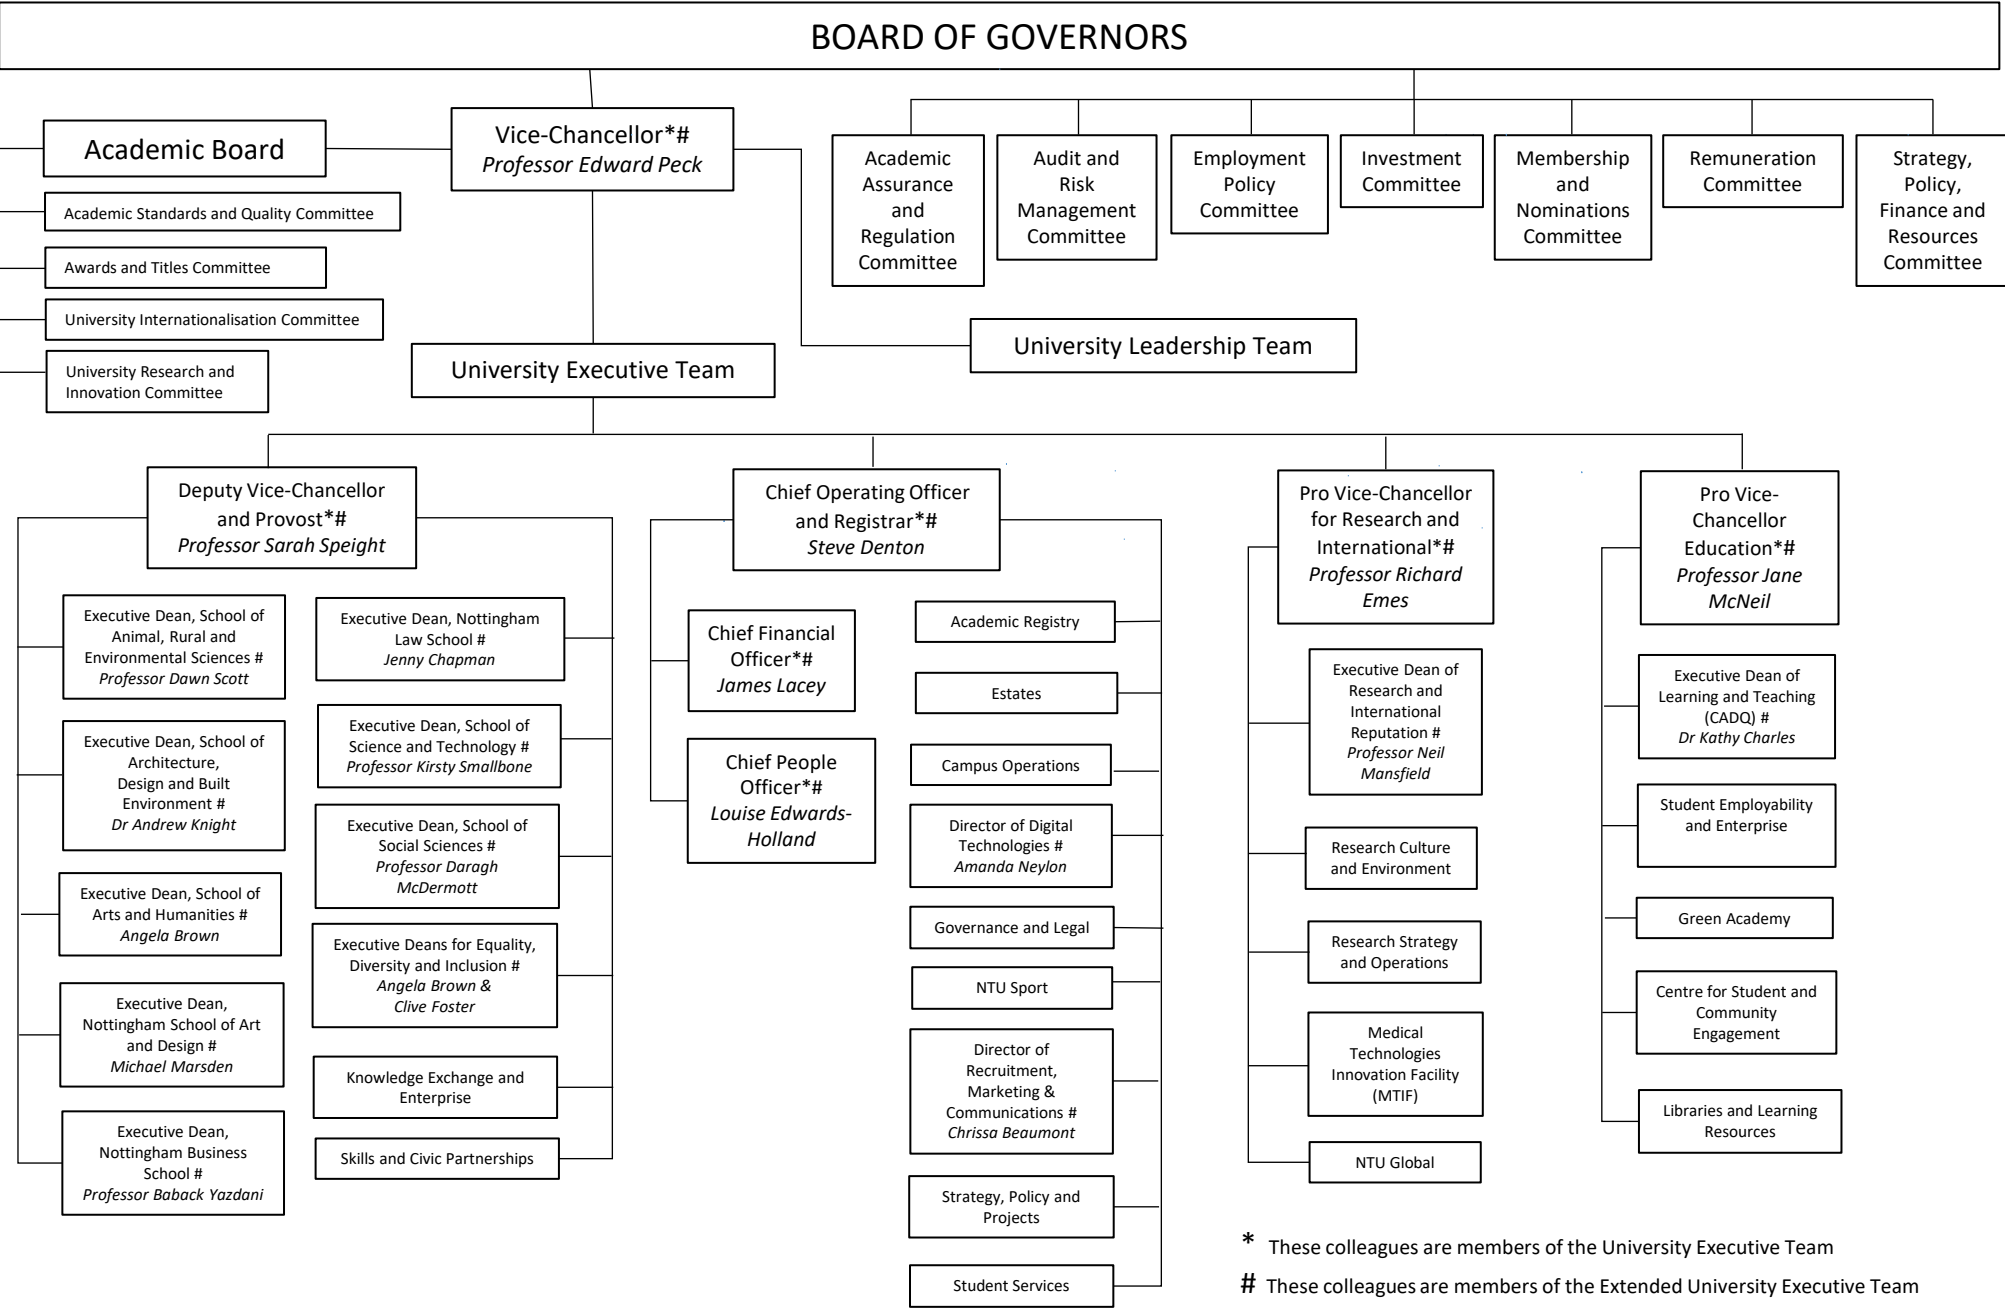 BOARD OF GOVERNORS
Academic Board
Vice-Chancellor*#
Professor Edward Peck
Academic
Assurance
and
Regulation
Committee
Audit and
Risk
Management
Committee
Employment
Policy
Committee
Investment
Committee
Membership
and
Nominations
Committee
Remuneration
Committee
Strategy,
Policy,
Finance and
Resources
Committee
Academic Standards and Quality Committee
Awards and Titles Committee
University Internationalisation Committee
University Research and
Innovation Committee
University Executive Team
University Leadership Team
Deputy Vice-Chancellor
and Provost*#
Professor Sarah Speight
Executive Dean, School of
Animal, Rural and
Environmental Sciences #
Professor Dawn Scott
Executive Dean, School of
Architecture,
Design and Built
Environment #
Dr Andrew Knight
Executive Dean, School of
Arts and Humanities #
Angela Brown
Executive Dean,
Nottingham School of Art
and Design #
Michael Marsden
Executive Dean,
Nottingham Business
School #
Professor Baback Yazdani
Executive Dean, Nottingham
Law School #
Jenny Chapman
Executive Dean, School of
Science and Technology #
Professor Kirsty Smallbone
Executive Dean, School of
Social Sciences #
Professor Daragh
McDermott
Executive Deans for Equality,
Diversity and Inclusion #
Angela Brown &
Clive Foster
Knowledge Exchange and
Enterprise
Skills and Civic Partnerships
Chief Operating Officer
and Registrar*#
Steve Denton
Chief Financial
Officer*#
James Lacey
Chief People
Officer*#
Louise Edwards-
Holland
Academic Registry
Estates
Campus Operations
Director of Digital
Technologies #
Amanda Neylon
Governance and Legal
NTU Sport
Director of
Recruitment,
Marketing &
Communications #
Chrissa Beaumont
Strategy, Policy and
Projects
Student Services
Pro Vice-Chancellor
for Research and
International*#
Professor Richard
Emes
Executive Dean of
Research and
International
Reputation #
Professor Neil
Mansfield
Research Culture
and Environment
Research Strategy
and Operations
Medical
Technologies
Innovation Facility
(MTIF)
NTU Global
Pro Vice-
Chancellor
Education*#
Professor Jane
McNeil
Executive Dean of
Learning and Teaching
(CADQ) #
Dr Kathy Charles
Student Employability
and Enterprise
Green Academy
Centre for Student and
Community
Engagement
Libraries and Learning
Resources
* These colleagues are members of the University Executive Team
# These colleagues are members of the Extended University Executive Team